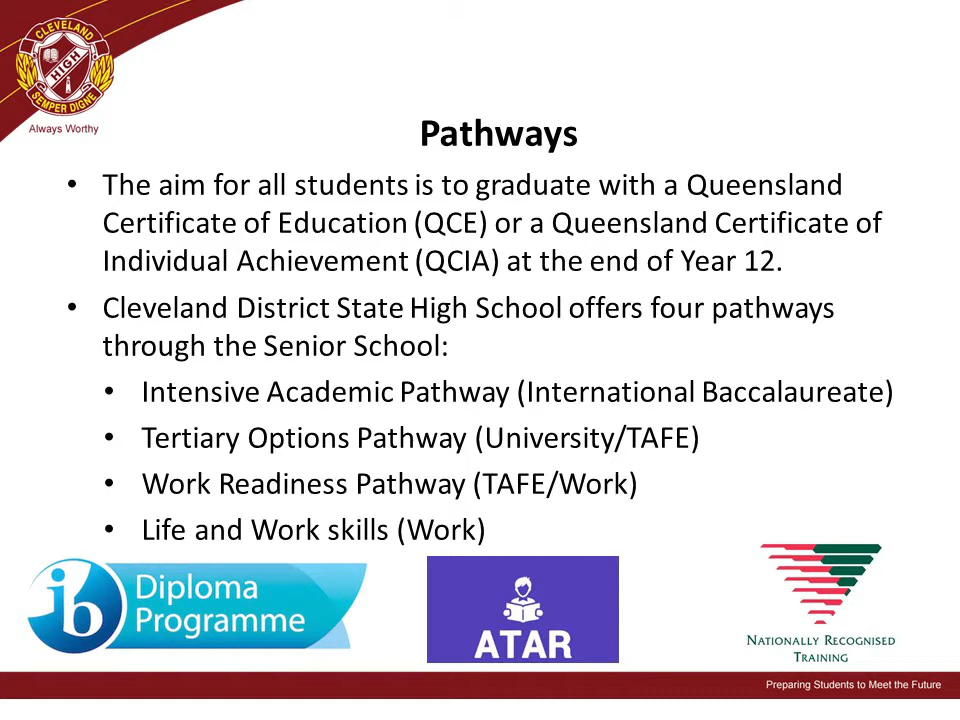 CLEVELAND
HIGH
SEMPER DIGNE
Always Worthy
Pathways
• The aim for all students is to graduate with a Queensland
Certificate of Education (QCE) or a Queensland Certificate of
Individual Achievement (QCIA) at the end of Year 12.
• Cleveland District State High School offers four pathways
through the Senior School:
• Intensive Academic Pathway (International Baccalaureate)
• Tertiary Options Pathway (University/TAFE)
• Work Readiness Pathway (TAFE/Work)
• Life and Work skills (Work)
ib Diploma
Programme
ATAR
NATIONALLY RECOGNISED
TRAINING
Preparing Students to Meet the Future